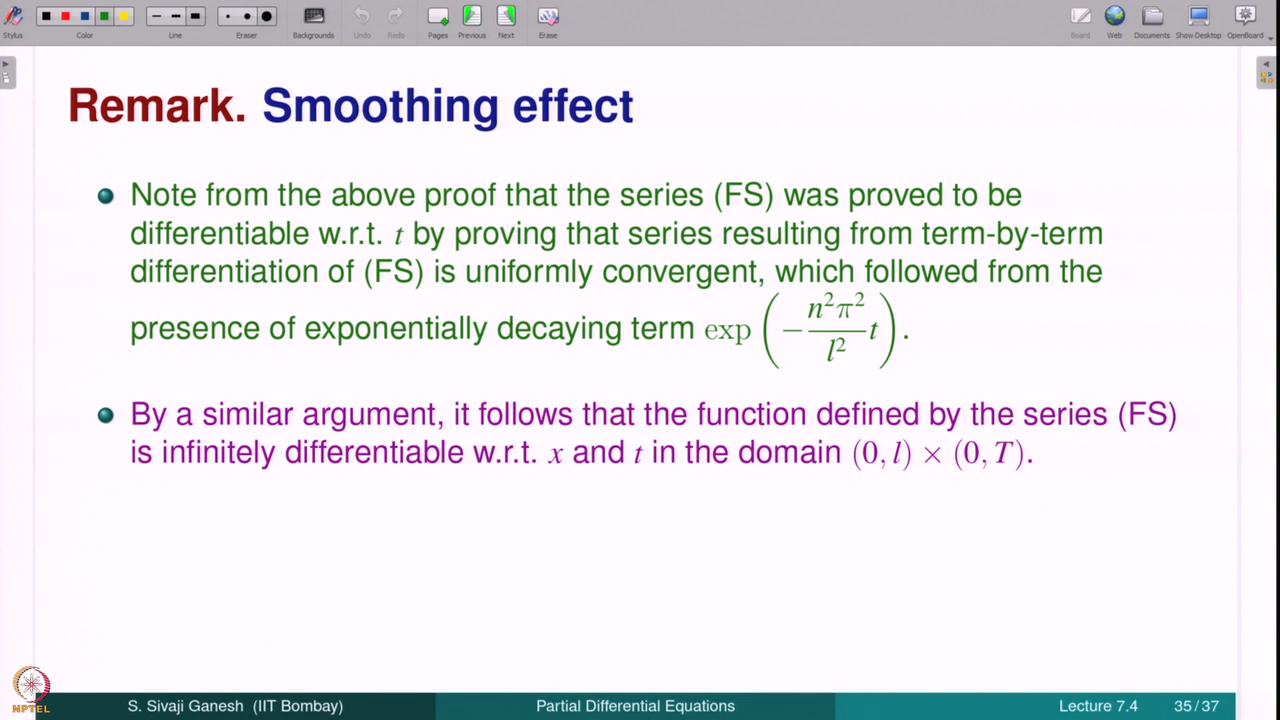 Stylus Color Line Eraser Backgrounds Undo Redo Pages Previous Next Erase Board Web Documents Show Desktop OpenBoard
Remark. Smoothing effect
Note from the above proof that the series (FS) was proved to be
differentiable w.r.t. t by proving that series resulting from term-by-term
differentiation of (FS) is uniformly convergent, which followed from the
presence of exponentially decaying term exp(−n²π²/l² t).
By a similar argument, it follows that the function defined by the series (FS)
is infinitely differentiable w.r.t. x and t in the domain (0, l) × (0, T).
NPTEL
S. Sivaji Ganesh (IIT Bombay) Partial Differential Equations Lecture 7.4 35/37